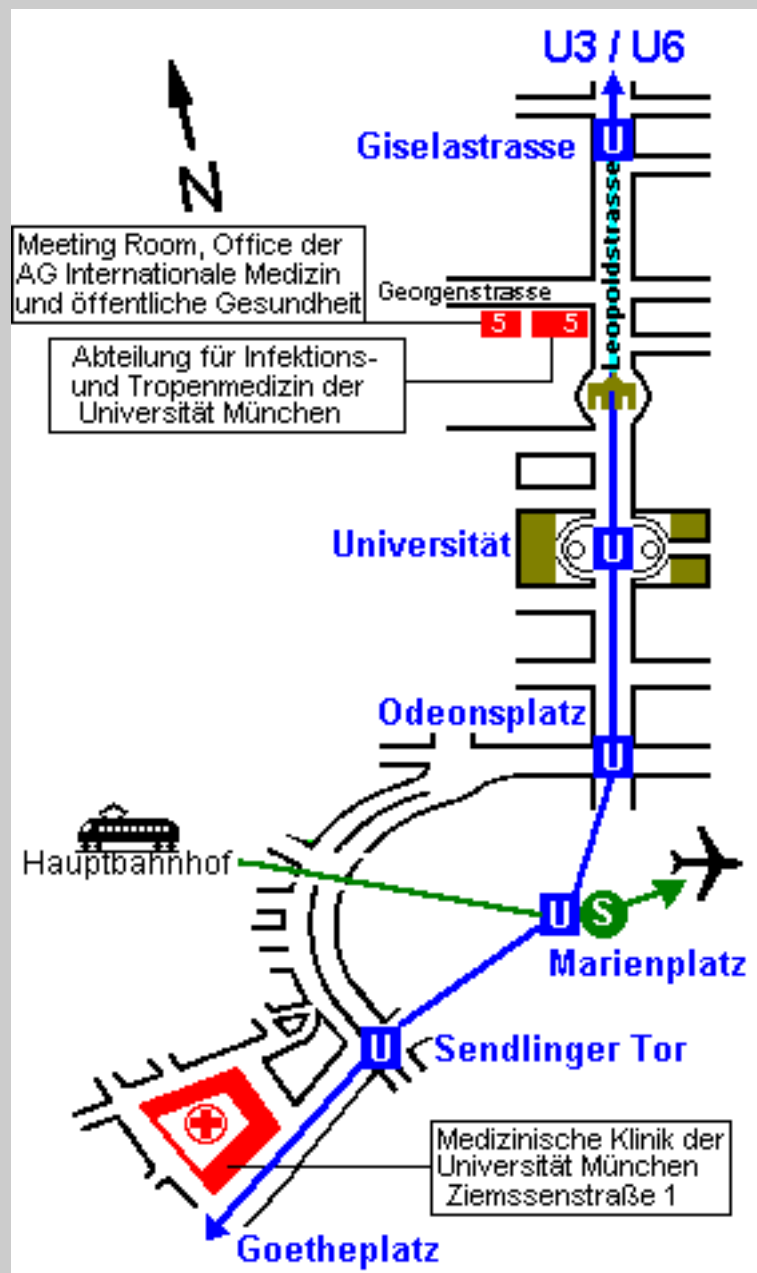 U3 / U6
Giselastrasse
U
Leopoldstrasse
N
Meeting Room, Office der
AG Internationale Medizin
und öffentliche Gesundheit
Georgenstrasse
5 5
Abteilung für Infektions-
und Tropenmedizin der
Universität München
Universität
U
Odeonsplatz
U
Hauptbahnhof
U S
Marienplatz
U
Sendlinger Tor
Medizinische Klinik der
Universität München
Ziemssenstraße 1
Goetheplatz